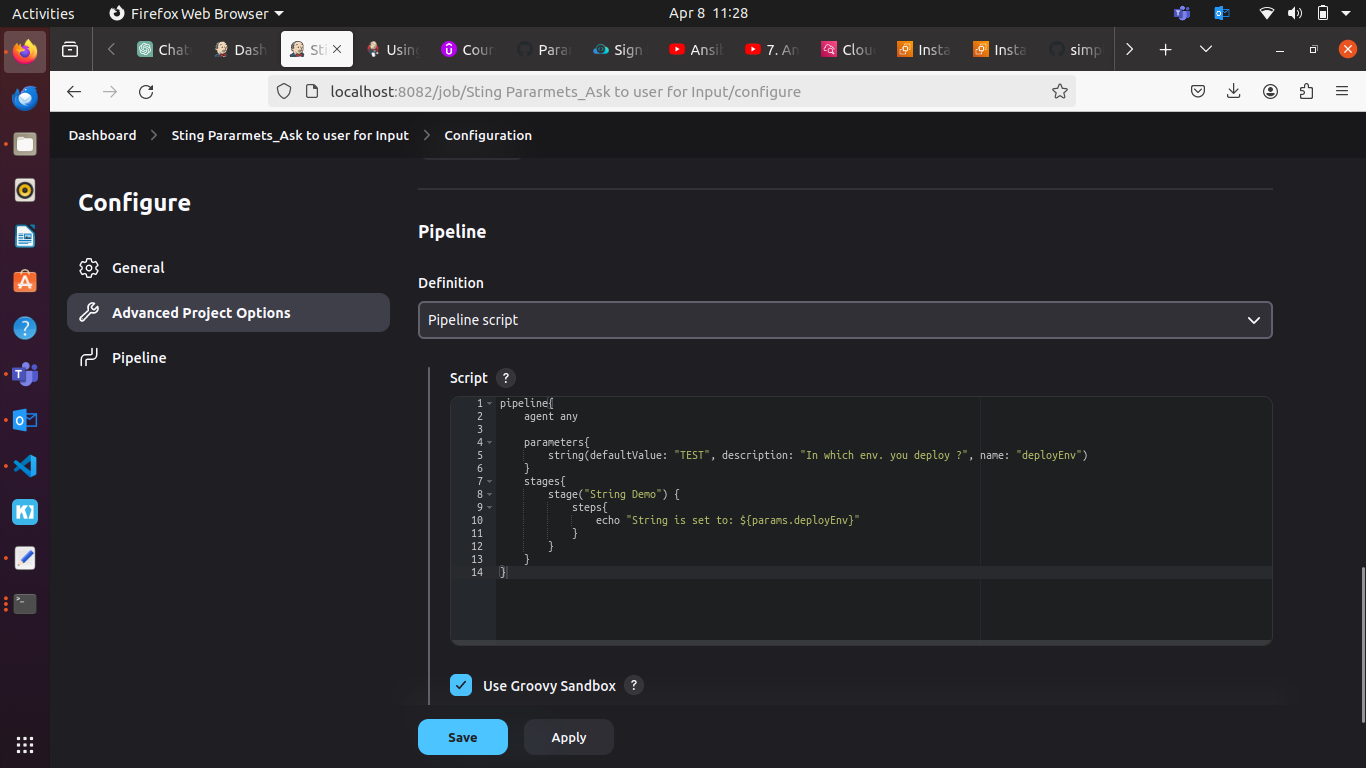 Activities
Firefox Web Browser
Apr 8 11:28
Chat
Dash
Sti
Using
Cour
Para
Sign
Ansib
7. An
Clou
Insta
Insta
simp
localhost:8082/job/Sting Pararmets_Ask to user for Input/configure
Dashboard
Sting Pararmets_Ask to user for Input
Configuration
Configure
General
Advanced Project Options
Pipeline
Pipeline
Definition
Pipeline script
Script ?
1 pipeline{
2 agent any
3
4 parameters{
5 string(defaultValue: "TEST", description: "In which env. you deploy ?", name: "deployEnv")
6 }
7 stages{
8 stage("String Demo") {
9 steps{
10 echo "String is set to: ${params.deployEnv}"
11 }
12 }
13 }
14 }
Use Groovy Sandbox ?
Save
Apply